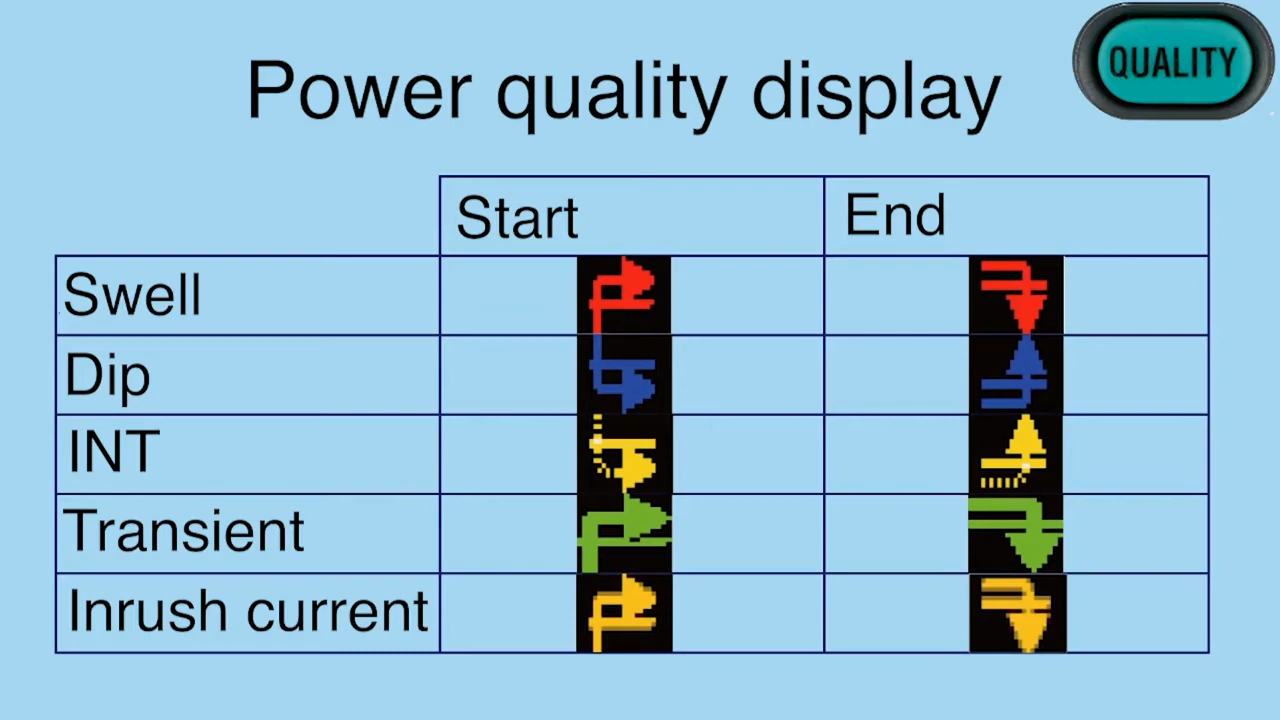 QUALITY
Power quality display
Start End
Swell
Dip
INT
Transient
Inrush current